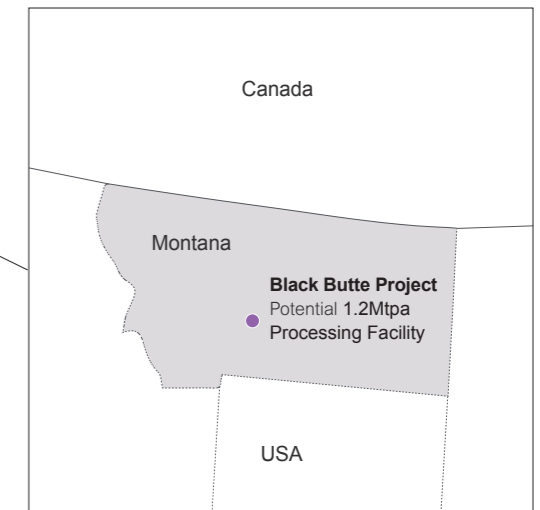 Canada
Montana
Black Butte Project
Potential 1.2Mtpa
Processing Facility
USA